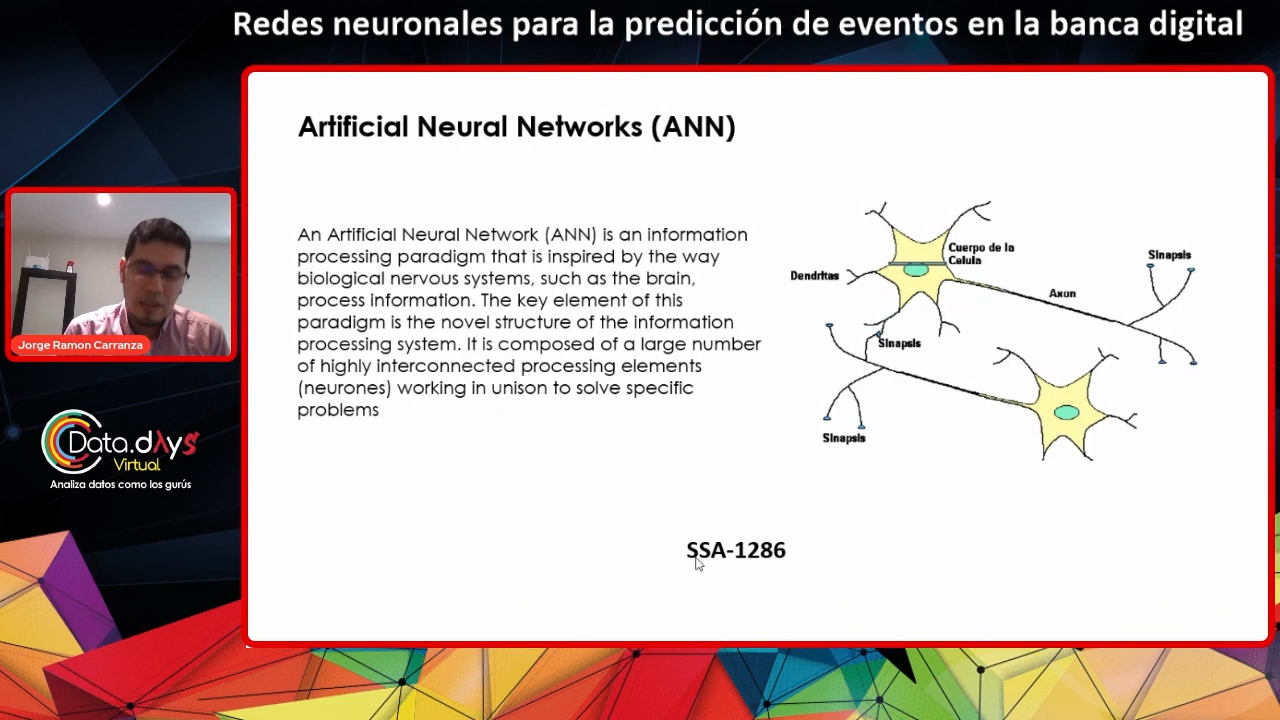 Redes neuronales para la predicción de eventos en la banca digital
Artificial Neural Networks (ANN)
An Artificial Neural Network (ANN) is an information
processing paradigm that is inspired by the way
biological nervous systems, such as the brain,
process information. The key element of this
paradigm is the novel structure of the information
processing system. It is composed of a large number
of highly interconnected processing elements
(neurones) working in unison to solve specific
problems
Cuerpo de la
Celula
Dendritas
Sinapsis
Axon
Sinapsis
Sinapsis
SSA-1286
Jorge Ramon Carranza
Data.dλys
Virtual
Analiza datos como los gurús